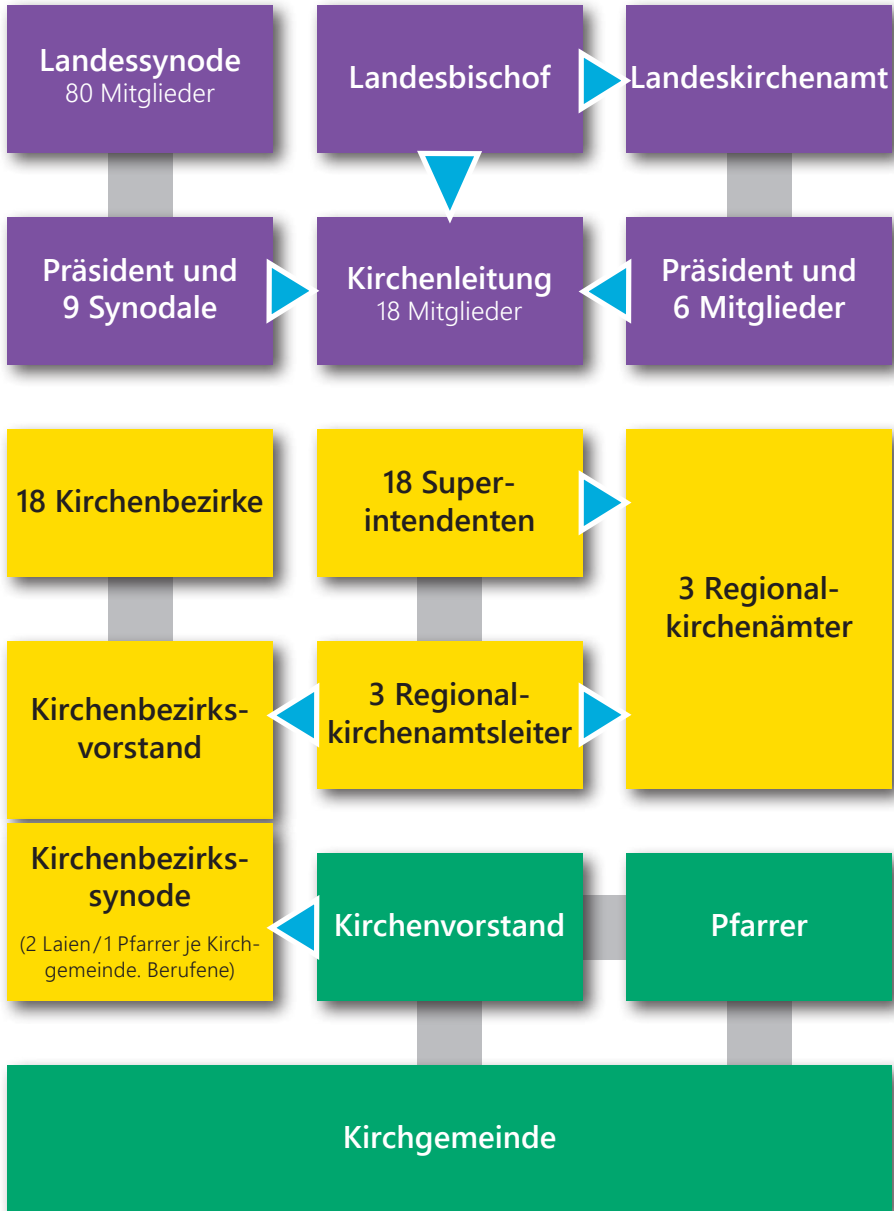 Landessynode
80 Mitglieder
Landesbischof
Landeskirchenamt
Präsident und
9 Synodale
Kirchenleitung
18 Mitglieder
Präsident und
6 Mitglieder
18 Kirchenbezirke
18 Super-
intendenten
3 Regional-
kirchenämter
Kirchenbezirks-
vorstand
3 Regional-
kirchenamtsleiter
Kirchenbezirks-
synode
(2 Laien/1 Pfarrer je Kirch-
gemeinde. Berufene)
Kirchenvorstand
Pfarrer
Kirchgemeinde